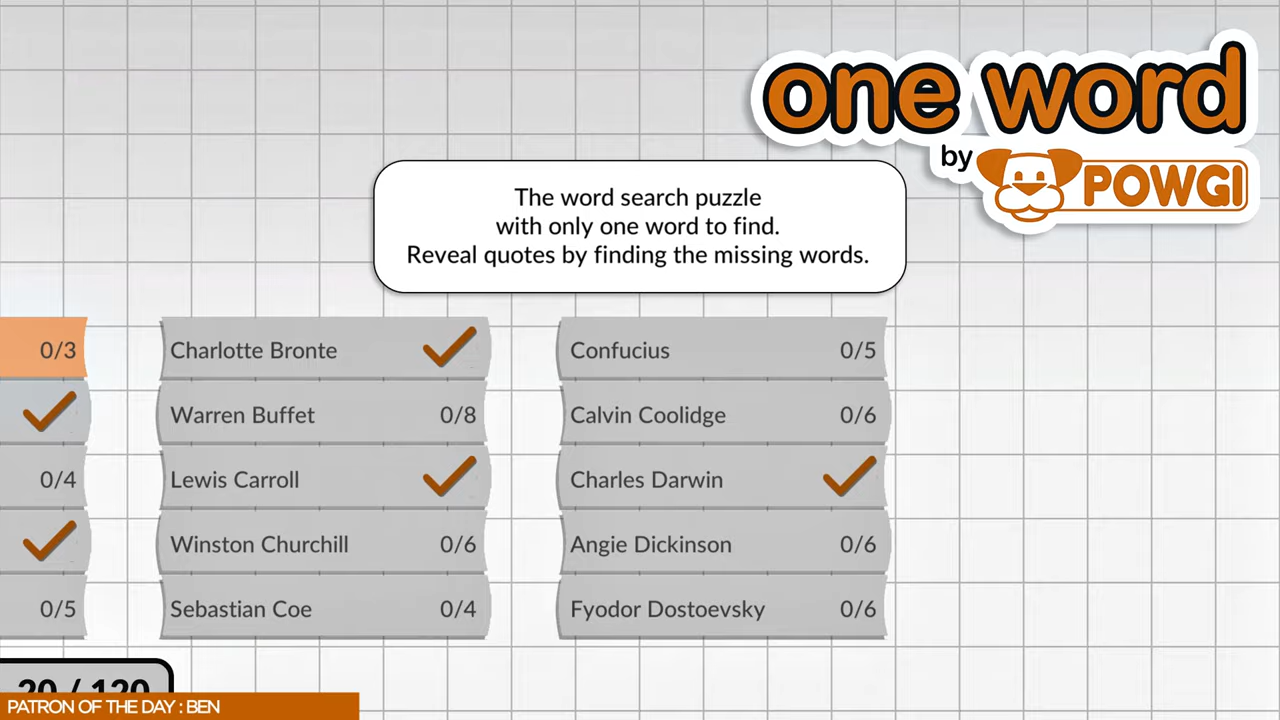 one word
by POWGI
The word search puzzle
with only one word to find.
Reveal quotes by finding the missing words.
0/3
0/4
0/5
Charlotte Bronte
Warren Buffet 0/8
Lewis Carroll
Winston Churchill 0/6
Sebastian Coe 0/4
Confucius 0/5
Calvin Coolidge 0/6
Charles Darwin
Angie Dickinson 0/6
Fyodor Dostoevsky 0/6
20 / 120
PATRON OF THE DAY : BEN